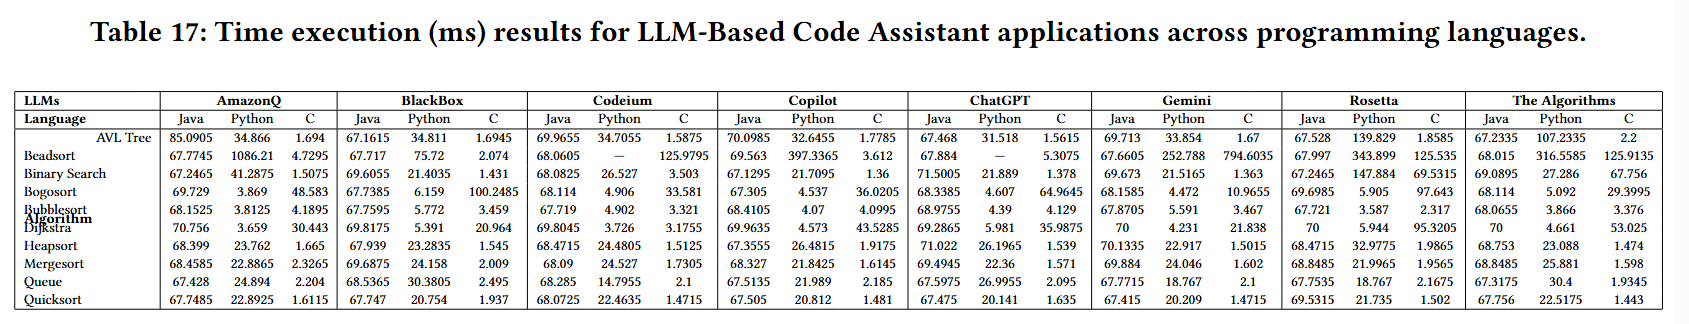 Table 17: Time execution (ms) results for LLM-Based Code Assistant applications across programming languages.
LLMs AmazonQ BlackBox Codeium Copilot ChatGPT Gemini Rosetta The Algorithms
Language Java Python C Java Python C Java Python C Java Python C Java Python C Java Python C Java Python C Java Python C
AVL Tree 85.0905 34.866 1.694 67.1615 34.811 1.6945 69.9655 34.7055 1.5875 70.0985 32.6455 1.7785 67.468 31.518 1.5615 69.713 33.854 1.67 67.528 139.829 1.8585 67.2335 107.2335 2.2
Beadsort 67.7745 1086.21 4.7295 67.717 75.72 2.074 68.0605 — 125.9795 69.563 397.3365 3.612 67.884 — 5.3075 67.6605 252.788 794.6035 67.997 343.899 125.535 68.015 316.5585 125.9135
Binary Search 67.2465 41.2875 1.5075 69.6055 21.4035 1.431 68.0825 26.527 3.503 67.1295 21.7095 1.36 71.5005 21.889 1.378 69.673 21.5165 1.363 67.2465 147.884 69.5315 69.0895 27.286 67.756
Bogosort 69.729 3.869 48.583 67.7385 6.159 100.2485 68.114 4.906 33.581 67.305 4.537 36.0205 68.3385 4.607 64.9645 68.1585 4.472 10.9655 69.6985 5.905 97.643 68.114 5.092 29.3995
Bubblesort 68.1525 3.8125 4.1895 67.7595 5.772 3.459 67.719 4.902 3.321 68.4105 4.07 4.0995 68.9755 4.39 4.129 67.8705 5.591 3.467 67.721 3.587 2.317 68.0655 3.866 3.376
Algorithm
Dijkstra 70.756 3.659 30.443 69.8175 5.391 20.964 69.8045 3.726 3.1755 69.9635 4.573 43.5285 69.2865 5.981 35.9875 70 4.231 21.838 70 5.944 95.3205 70 4.661 53.025
Heapsort 68.399 23.762 1.665 67.939 23.2835 1.545 68.4715 24.4805 1.5125 67.3555 26.4815 1.9175 71.022 26.1965 1.539 70.1335 22.917 1.5015 68.4715 32.9775 1.9865 68.753 23.088 1.474
Mergesort 68.4585 22.8865 2.3265 69.6875 24.158 2.009 68.09 24.527 1.7305 68.327 21.8425 1.6145 69.4945 22.36 1.571 69.884 24.046 1.602 68.8485 21.9965 1.9565 68.8485 25.881 1.598
Queue 67.428 24.894 2.204 68.5365 30.3805 2.495 68.285 14.7955 2.1 67.5135 21.989 2.185 67.5975 26.9955 2.095 67.7715 18.767 2.1 67.7535 18.767 2.1675 67.3175 30.4 1.9345
Quicksort 67.7485 22.8925 1.6115 67.747 20.754 1.937 68.0725 22.4635 1.4715 67.505 20.812 1.481 67.475 20.141 1.635 67.415 20.209 1.4715 69.5315 21.735 1.502 67.756 22.5175 1.443